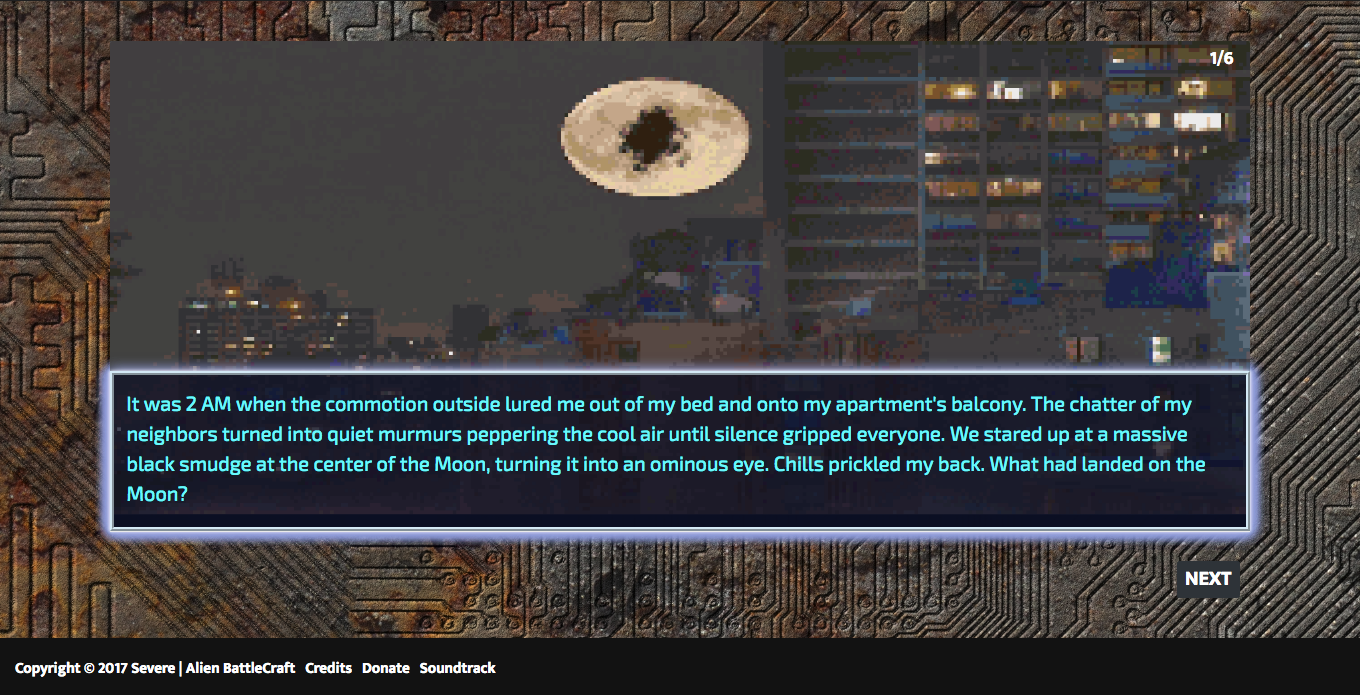 1/6
It was 2 AM when the commotion outside lured me out of my bed and onto my apartment's balcony. The chatter of my
neighbors turned into quiet murmurs peppering the cool air until silence gripped everyone. We stared up at a massive
black smudge at the center of the Moon, turning it into an ominous eye. Chills prickled my back. What had landed on the
Moon?
NEXT
Copyright © 2017 Severe | Alien BattleCraft Credits Donate Soundtrack